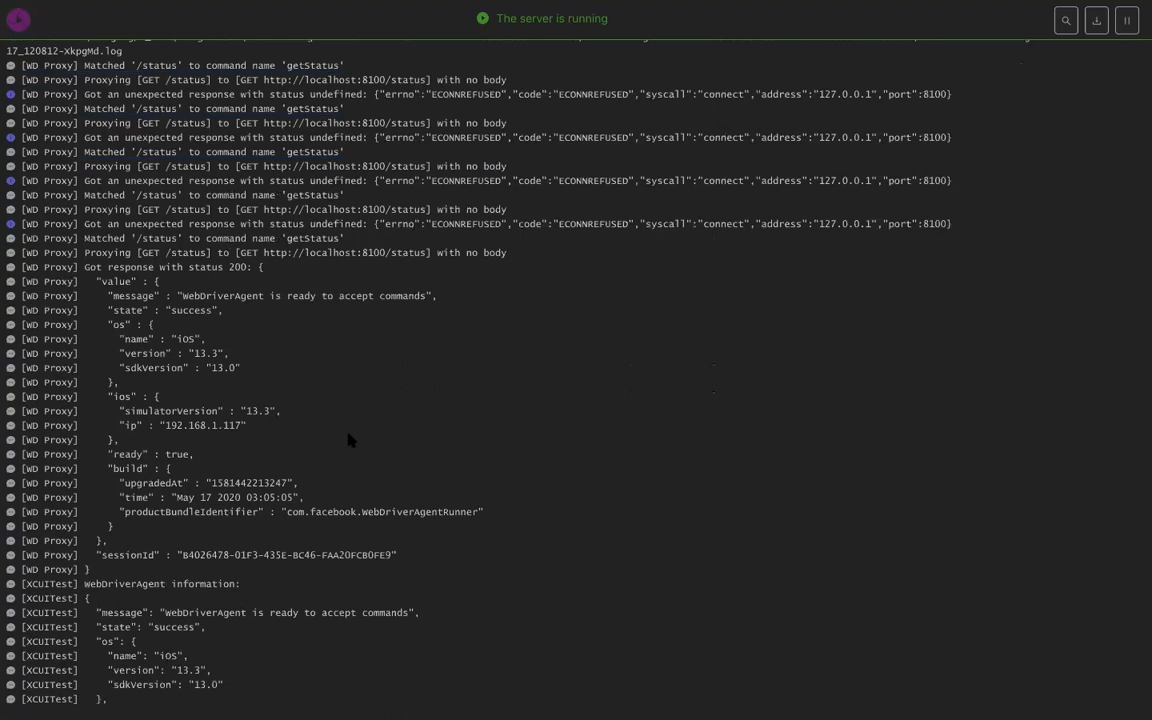 The server is running
17_120812-XkpgMd.log
[WD Proxy] Matched '/status' to command name 'getStatus'
[WD Proxy] Proxying [GET /status] to [GET http://localhost:8100/status] with no body
[WD Proxy] Got an unexpected response with status undefined: {"errno":"ECONNREFUSED","code":"ECONNREFUSED","syscall":"connect","address":"127.0.0.1","port":8100}
[WD Proxy] Matched '/status' to command name 'getStatus'
[WD Proxy] Proxying [GET /status] to [GET http://localhost:8100/status] with no body
[WD Proxy] Got an unexpected response with status undefined: {"errno":"ECONNREFUSED","code":"ECONNREFUSED","syscall":"connect","address":"127.0.0.1","port":8100}
[WD Proxy] Matched '/status' to command name 'getStatus'
[WD Proxy] Proxying [GET /status] to [GET http://localhost:8100/status] with no body
[WD Proxy] Got an unexpected response with status undefined: {"errno":"ECONNREFUSED","code":"ECONNREFUSED","syscall":"connect","address":"127.0.0.1","port":8100}
[WD Proxy] Matched '/status' to command name 'getStatus'
[WD Proxy] Proxying [GET /status] to [GET http://localhost:8100/status] with no body
[WD Proxy] Got an unexpected response with status undefined: {"errno":"ECONNREFUSED","code":"ECONNREFUSED","syscall":"connect","address":"127.0.0.1","port":8100}
[WD Proxy] Matched '/status' to command name 'getStatus'
[WD Proxy] Proxying [GET /status] to [GET http://localhost:8100/status] with no body
[WD Proxy] Got response with status 200: {
[WD Proxy]   "value" : {
[WD Proxy]     "message" : "WebDriverAgent is ready to accept commands",
[WD Proxy]     "state" : "success",
[WD Proxy]     "os" : {
[WD Proxy]       "name" : "iOS",
[WD Proxy]       "version" : "13.3",
[WD Proxy]       "sdkVersion" : "13.0"
[WD Proxy]     },
[WD Proxy]     "ios" : {
[WD Proxy]       "simulatorVersion" : "13.3",
[WD Proxy]       "ip" : "192.168.1.117"
[WD Proxy]     },
[WD Proxy]     "ready" : true,
[WD Proxy]     "build" : {
[WD Proxy]       "upgradedAt" : "1581442213247",
[WD Proxy]       "time" : "May 17 2020 03:05:05",
[WD Proxy]       "productBundleIdentifier" : "com.facebook.WebDriverAgentRunner"
[WD Proxy]     }
[WD Proxy]   },
[WD Proxy]   "sessionId" : "B4026478-01F3-435E-BC46-FAA20FCB0FE9"
[WD Proxy] }
[XCUITest] WebDriverAgent information:
[XCUITest] {
[XCUITest]   "message": "WebDriverAgent is ready to accept commands",
[XCUITest]   "state": "success",
[XCUITest]   "os": {
[XCUITest]     "name": "iOS",
[XCUITest]     "version": "13.3",
[XCUITest]     "sdkVersion": "13.0"
[XCUITest]   },